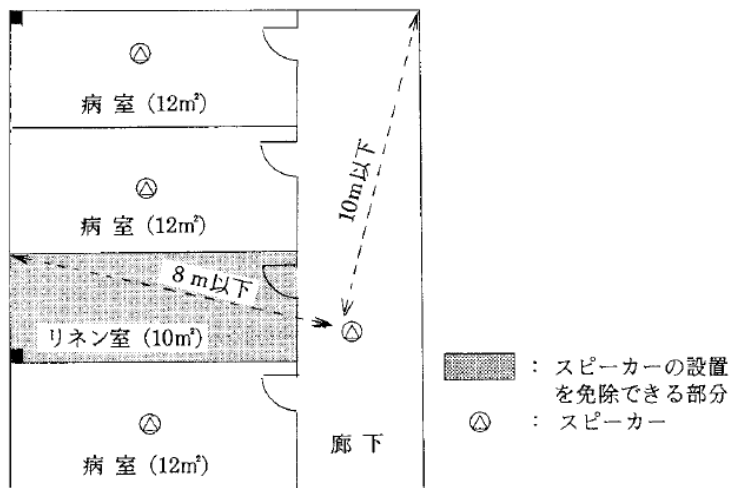 病室 (12㎡)
10m以下
病室 (12㎡)
8m以下
リネン室 (10㎡)
: スピーカーの設置
を免除できる部分
: スピーカー
廊下
病室 (12㎡)